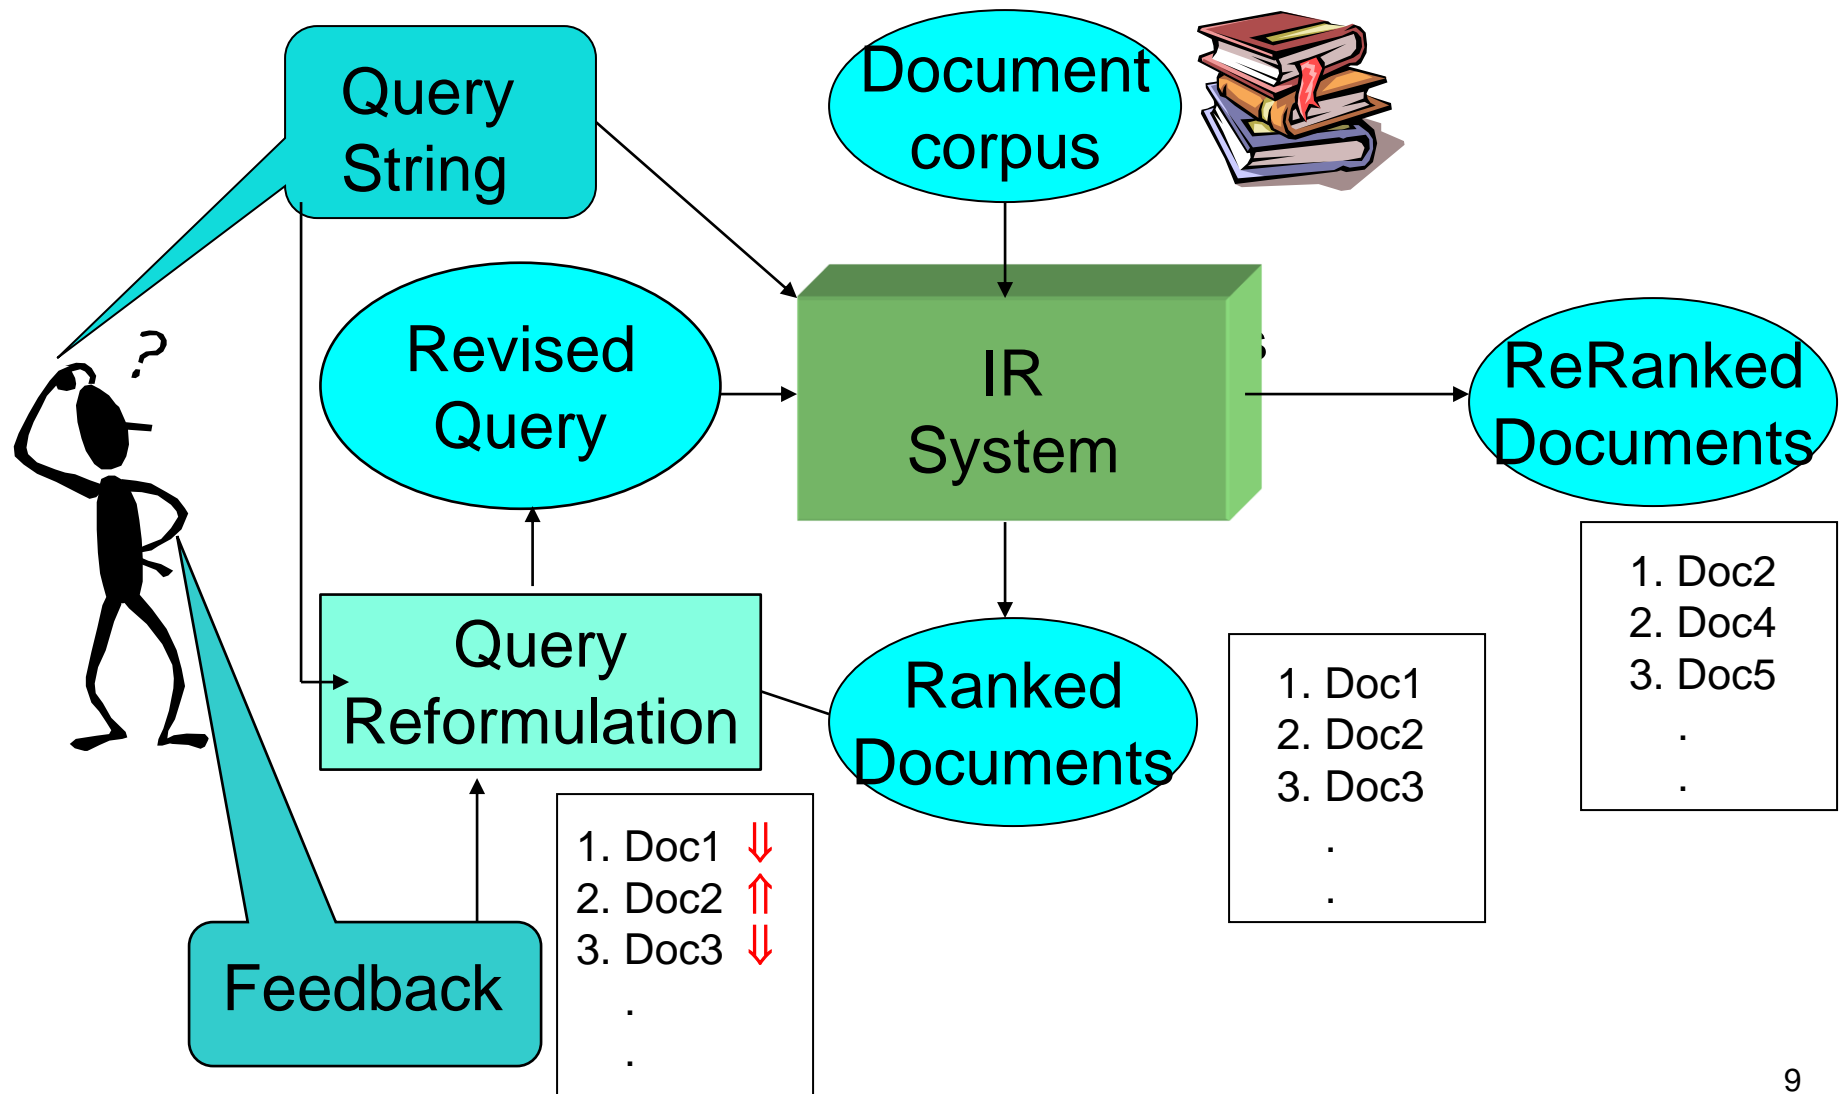 Query
String
Document
corpus
?
Revised
Query
IR
System
s
ReRanked
Documents
1. Doc2
2. Doc4
3. Doc5
.
.
Query
Reformulation
Ranked
Documents
1. Doc1
2. Doc2
3. Doc3
.
.
1. Doc1 ⇓
2. Doc2 ⇑
3. Doc3 ⇓
.
.
Feedback
9